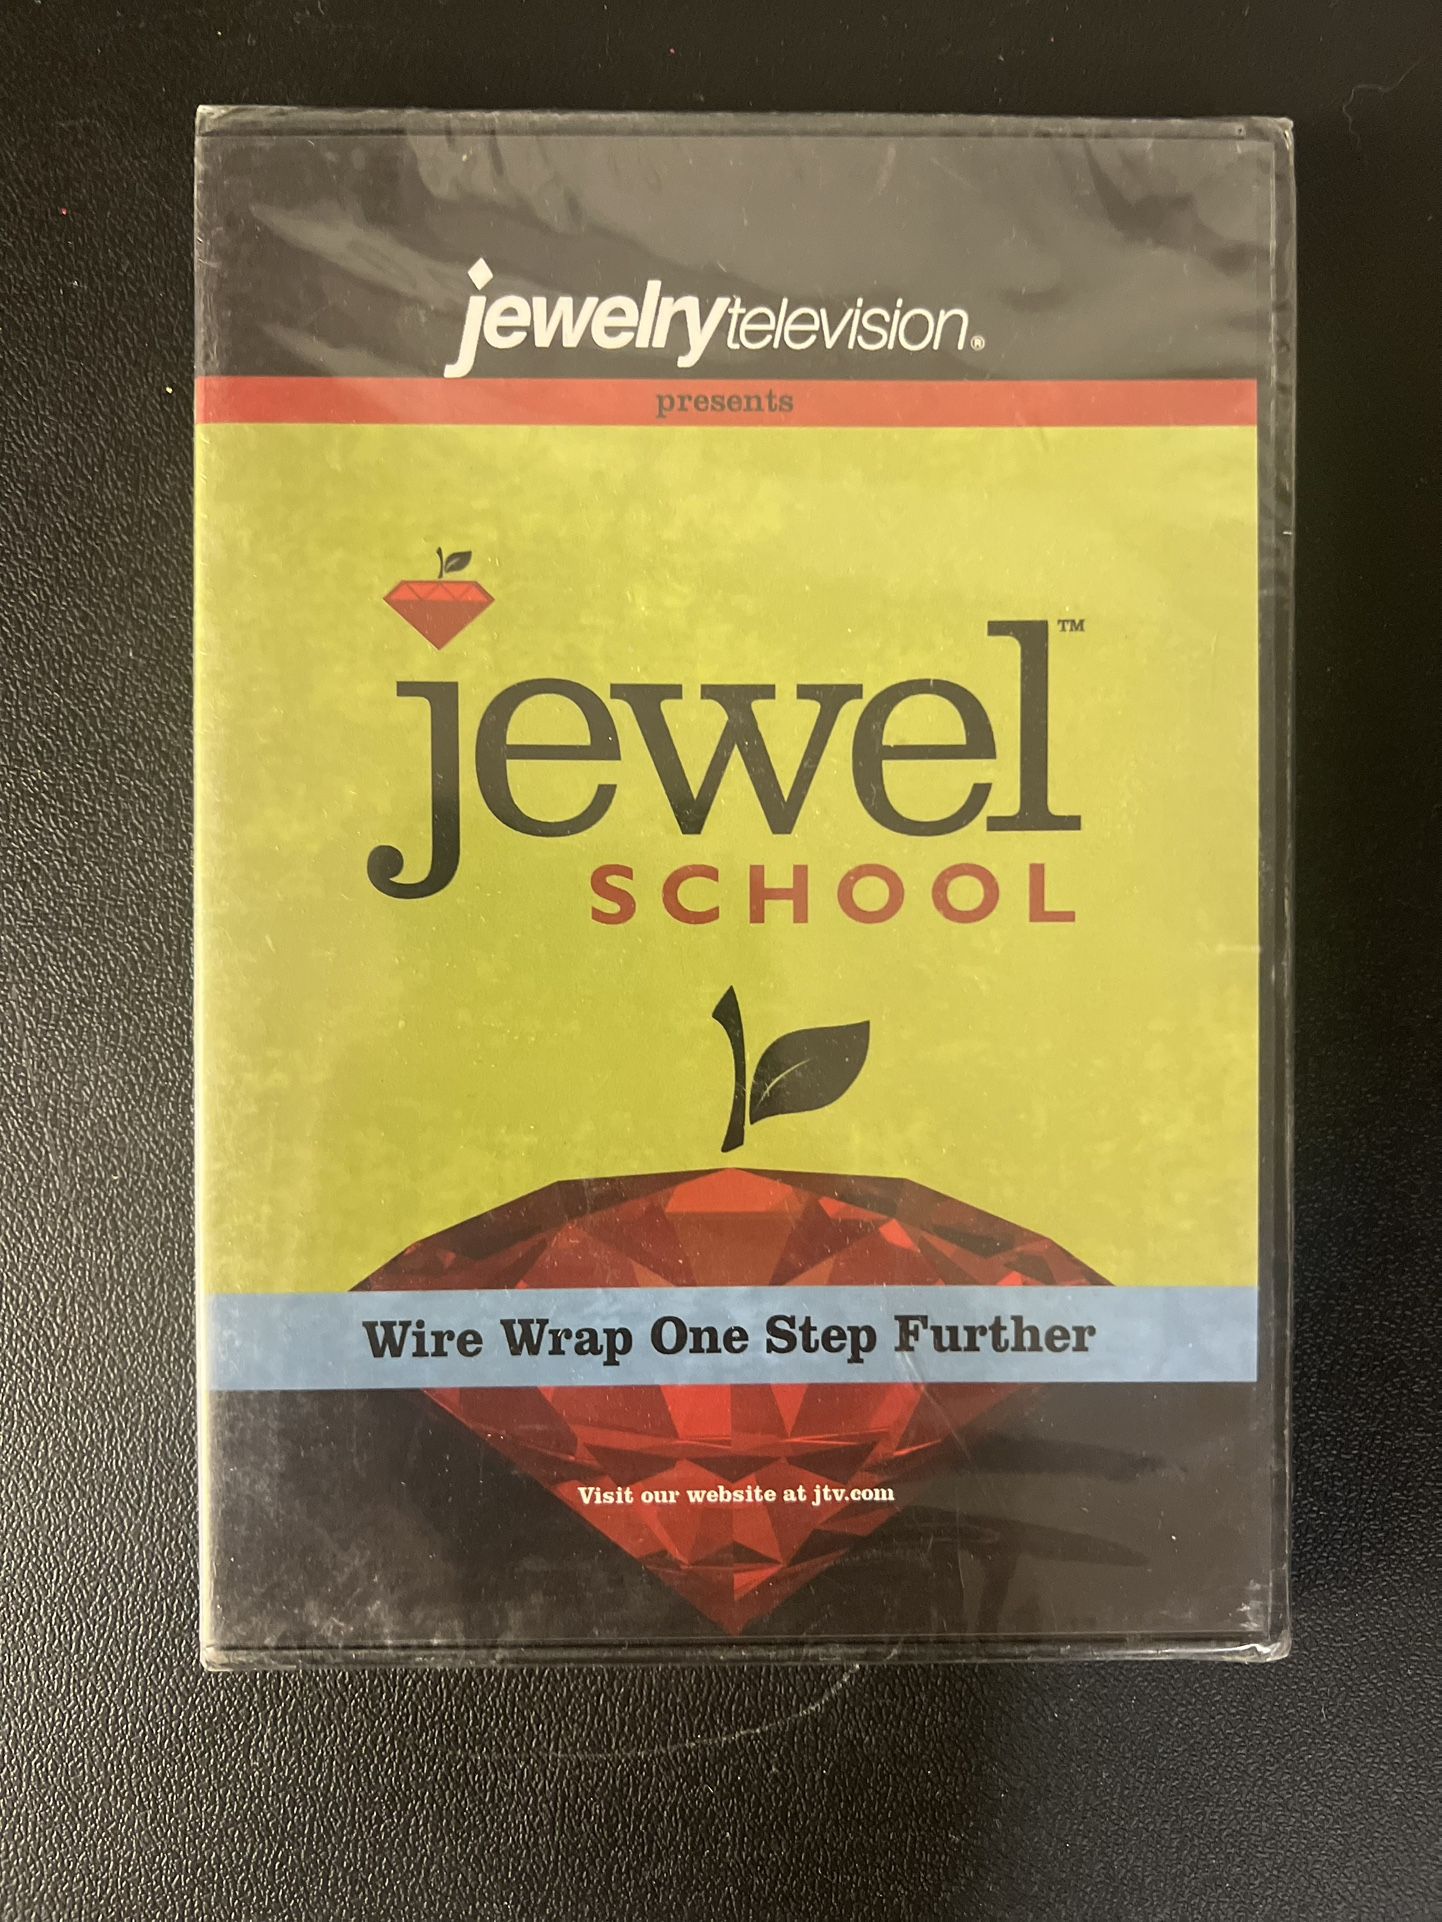 jewelrytelevision®
presents
jewel™
SCHOOL
Wire Wrap One Step Further
Visit our website at jtv.com